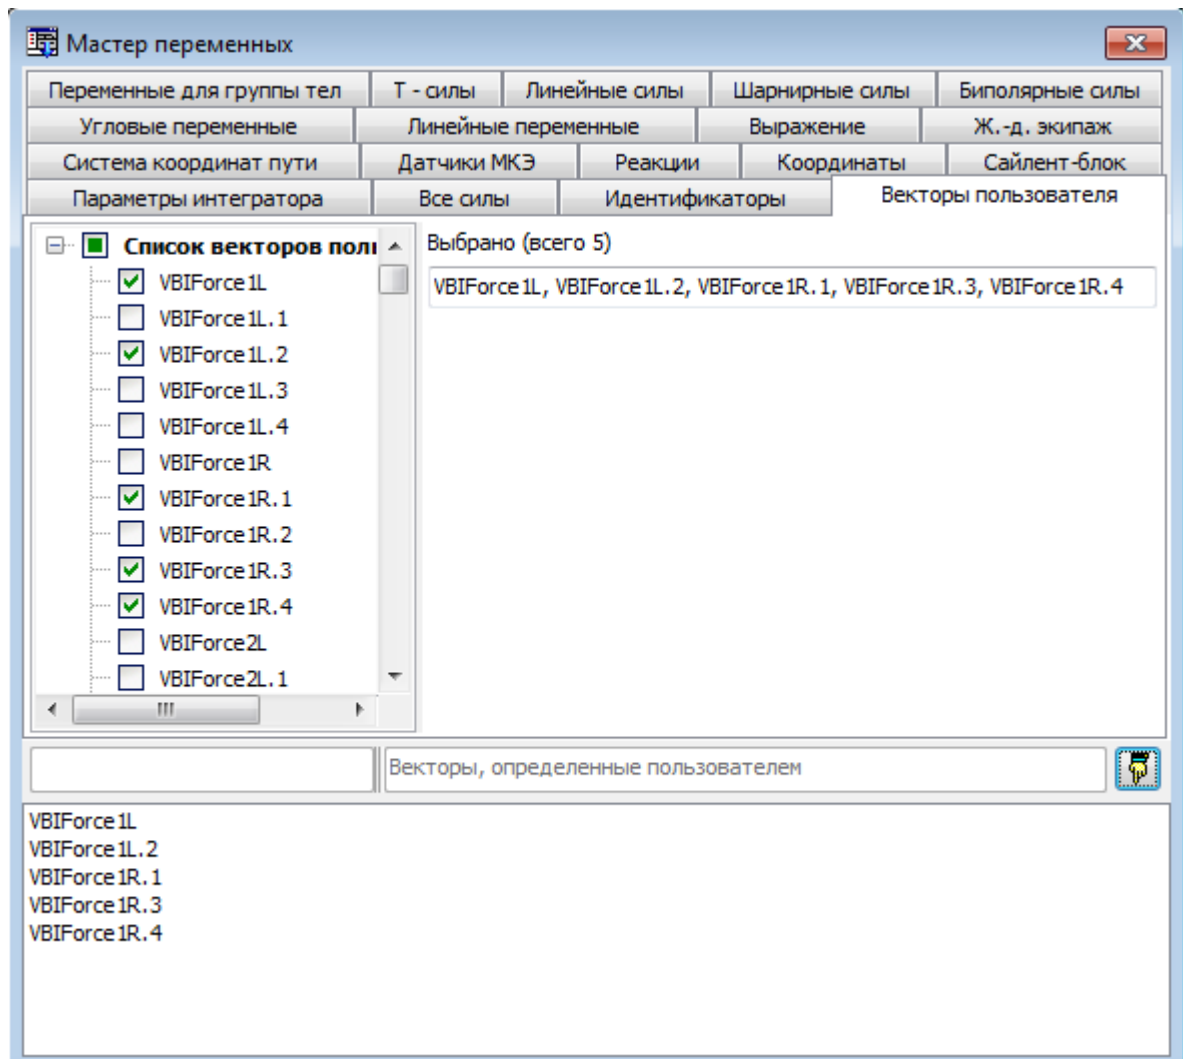 Мастер переменных
Переменные для группы тел Т - силы Линейные силы Шарнирные силы Биполярные силы
Угловые переменные Линейные переменные Выражение Ж.-д. экипаж
Система координат пути Датчики МКЭ Реакции Координаты Сайлент-блок
Параметры интегратора Все силы Идентификаторы Векторы пользователя
Список векторов пол
Выбрано (всего 5)
VBIForce1L, VBIForce1L.2, VBIForce1R.1, VBIForce1R.3, VBIForce1R.4
VBIForce1L
VBIForce1L.1
VBIForce1L.2
VBIForce1L.3
VBIForce1L.4
VBIForce1R
VBIForce1R.1
VBIForce1R.2
VBIForce1R.3
VBIForce1R.4
VBIForce2L
VBIForce2L.1
Векторы, определенные пользователем
VBIForce1L
VBIForce1L.2
VBIForce1R.1
VBIForce1R.3
VBIForce1R.4